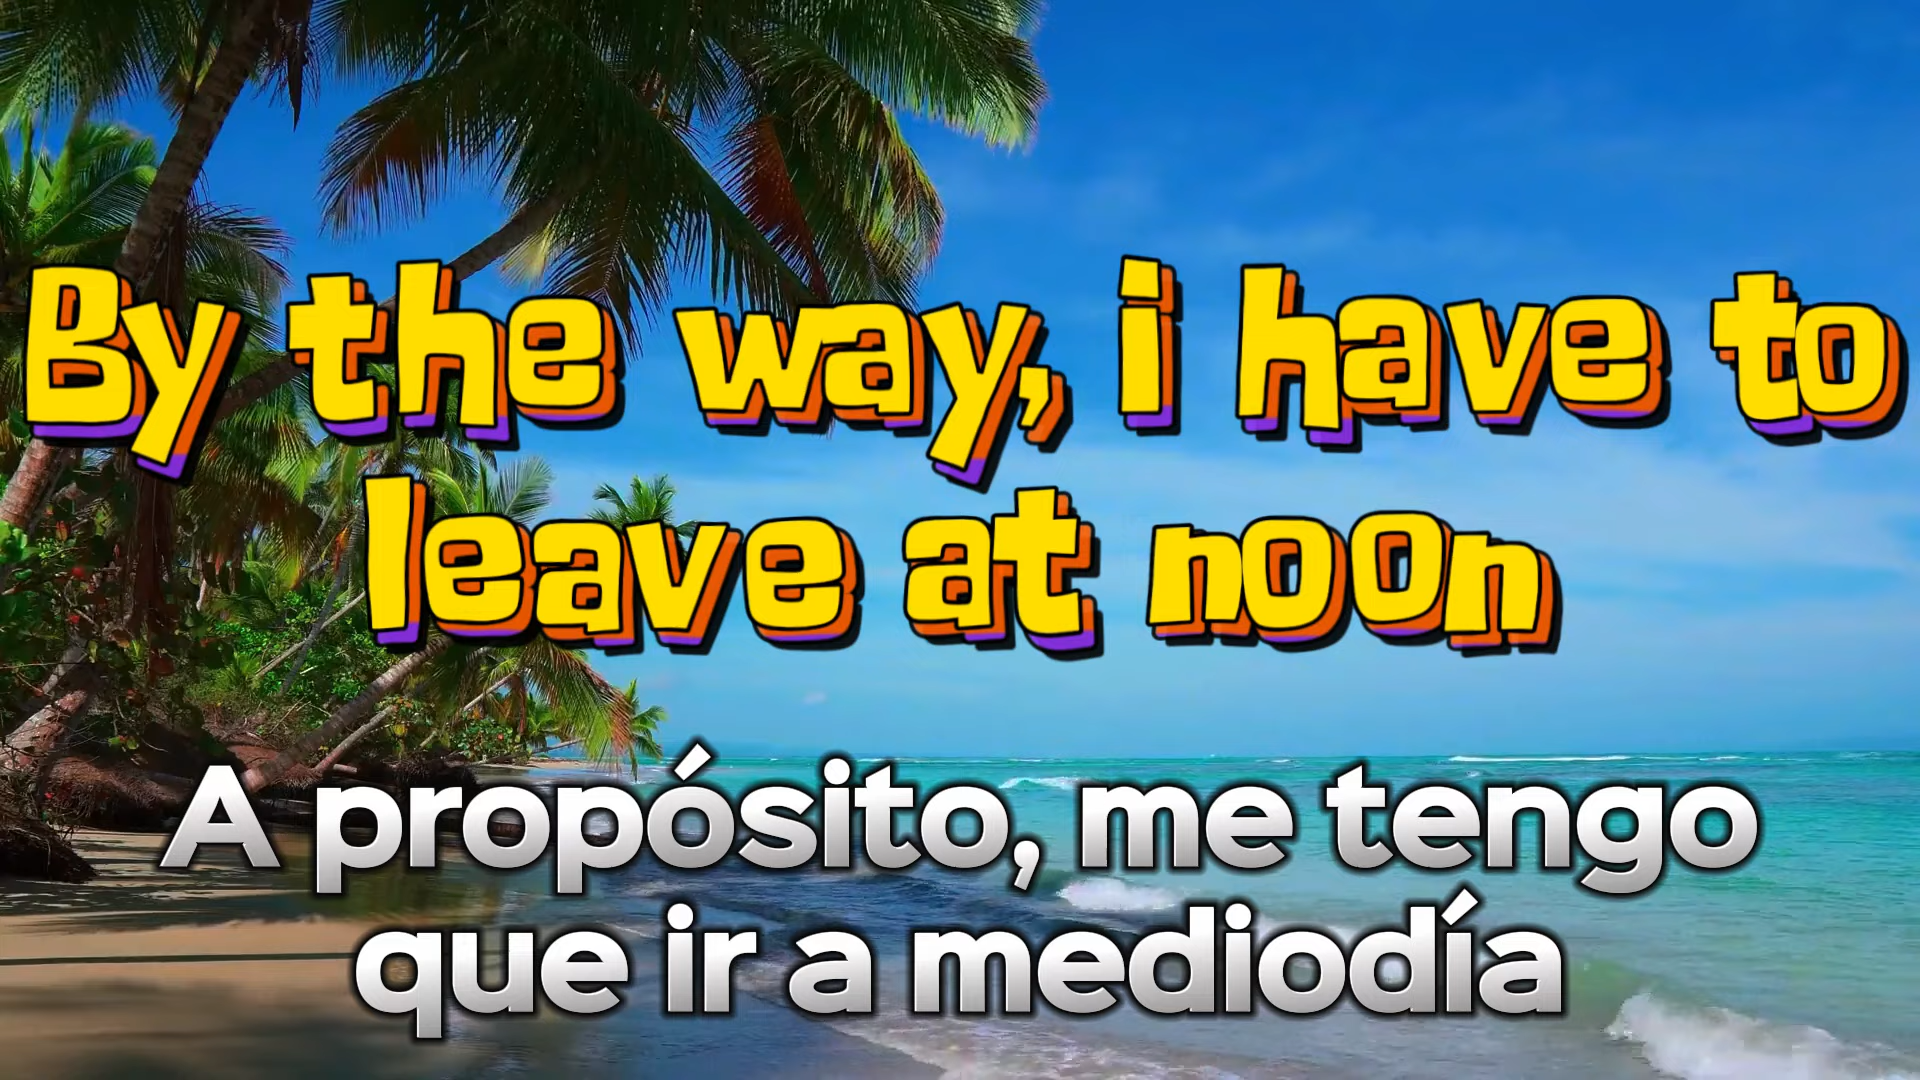 By the way, i have to
leave at noon
A propósito, me tengo
que ir a mediodía